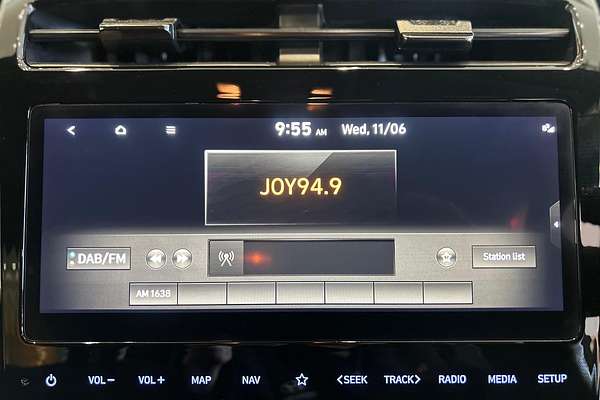 9:55 AM Wed, 11/06
JOY94.9
DAB/FM
Station list
AM 1638
VOL− VOL+ MAP NAV <SEEK TRACK> RADIO MEDIA SETUP